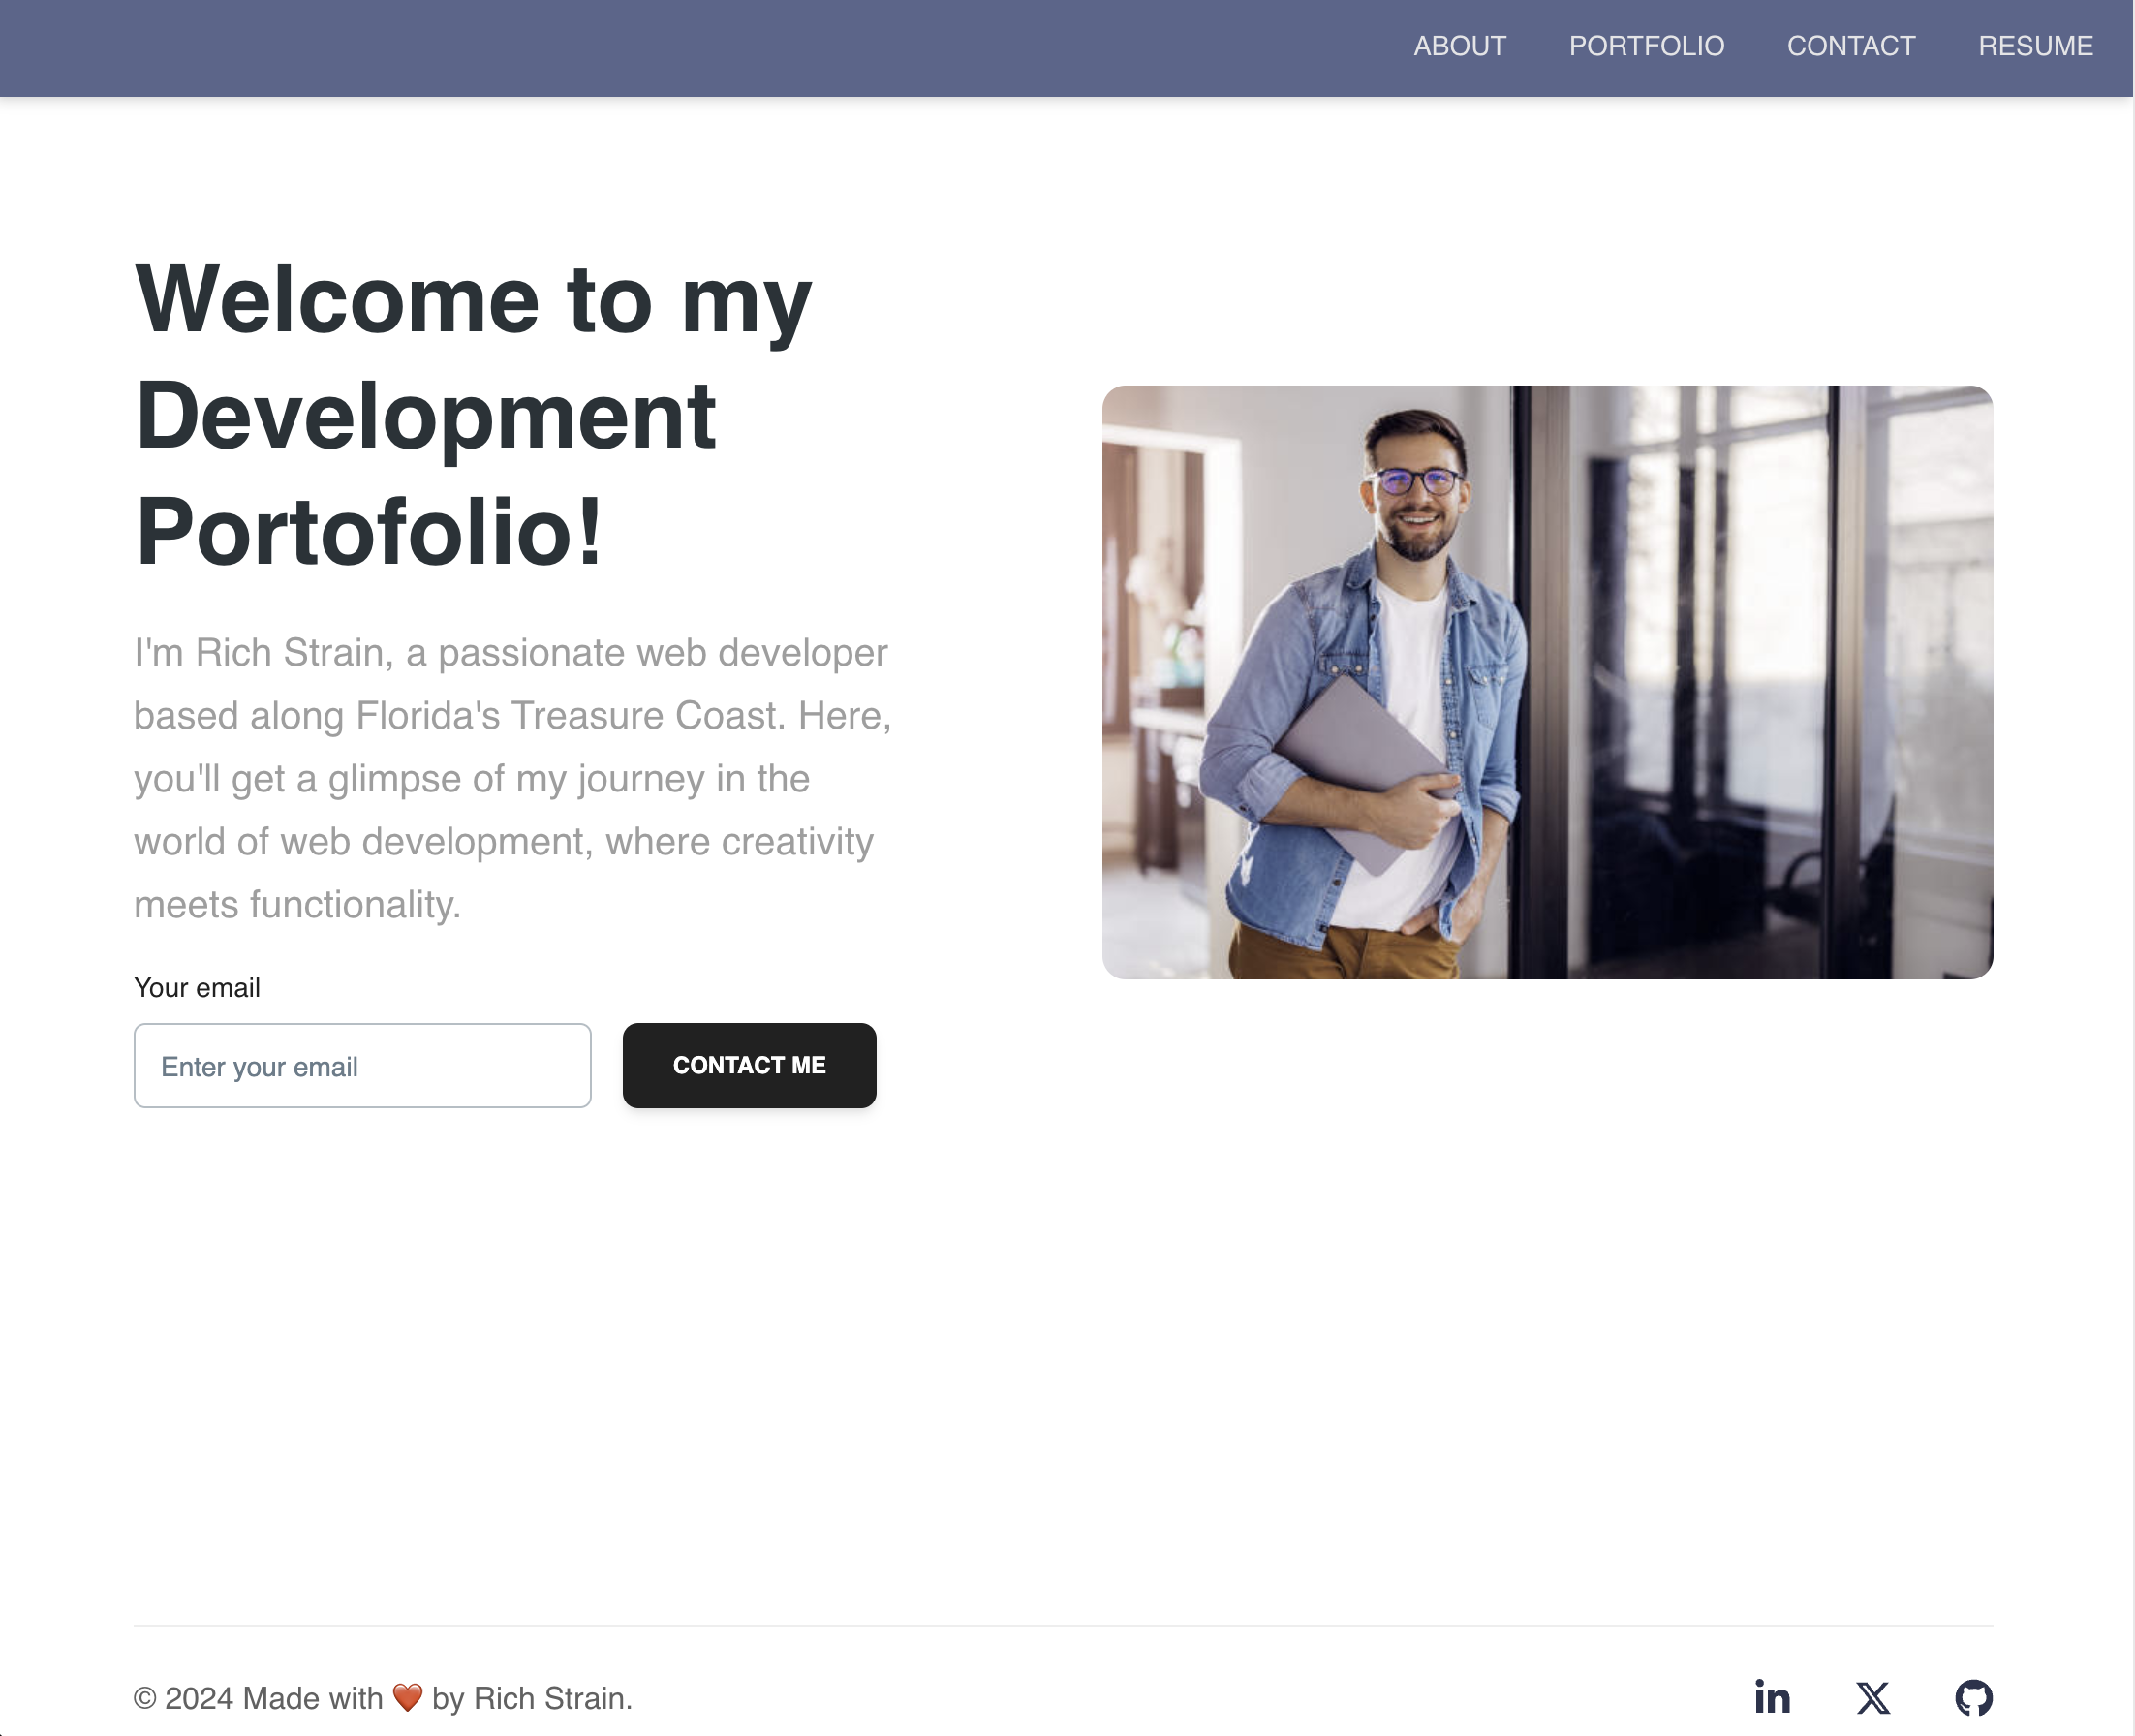 ABOUT PORTFOLIO CONTACT RESUME
Welcome to my
Development
Portofolio!
I'm Rich Strain, a passionate web developer
based along Florida's Treasure Coast. Here,
you'll get a glimpse of my journey in the
world of web development, where creativity
meets functionality.
Your email
Enter your email
CONTACT ME
© 2024 Made with ❤️ by Rich Strain.